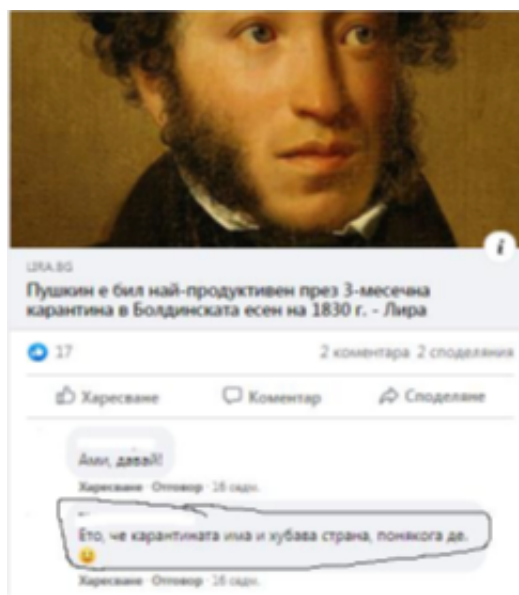 i
LIRA.BG
Пушкин е бил най-продуктивен през 3-месечна
карантина в Болдинската есен на 1830 г. - Лира
17
2 коментара 2 споделяния
Харесване
Коментар
Споделяне
Ами, давай!
Харесване Отговор 16 седм.
Ето, че карантината има и хубава страна, понякога де.
Харесване Отговор 16 седм.